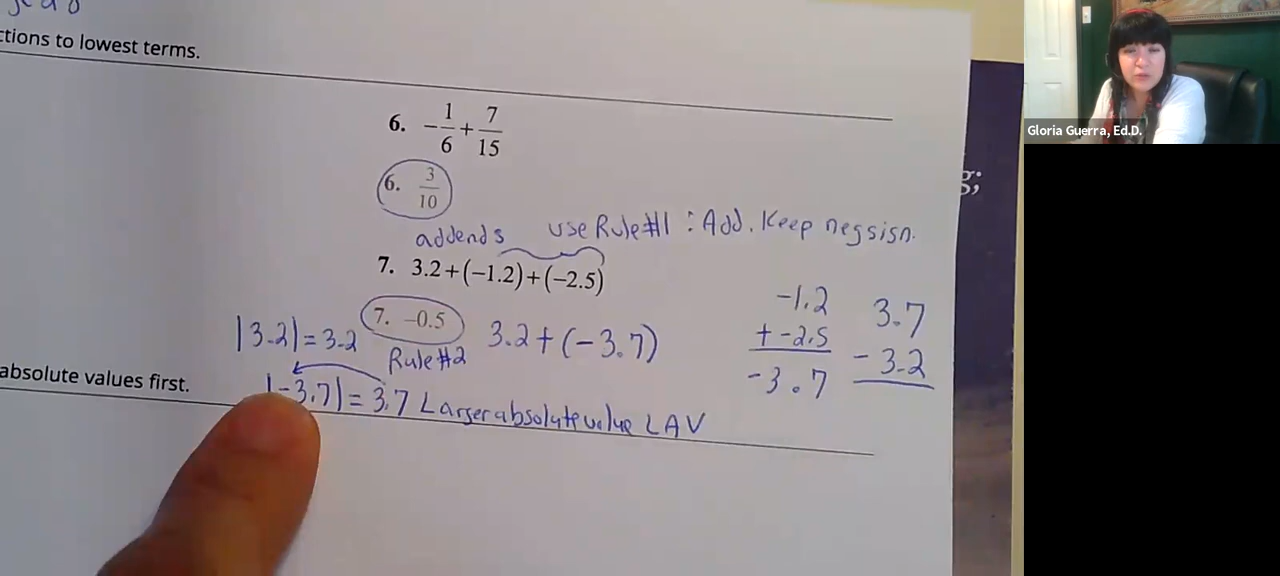 ctions to lowest terms.
6. -1/6 + 7/15
6. 3/10
addends use Rule #1 : Add. Keep neg sign.
7. 3.2+(−1.2)+(−2.5)
7. −0.5
3.2+(−3.7)
|3.2| = 3.2
Rule #2
|-3.7| = 3.7 Larger absolute value LAV
absolute values first.
-1.2
+ -2.5
-3.7
3.7
- 3.2
Gloria Guerra, Ed.D.
g;